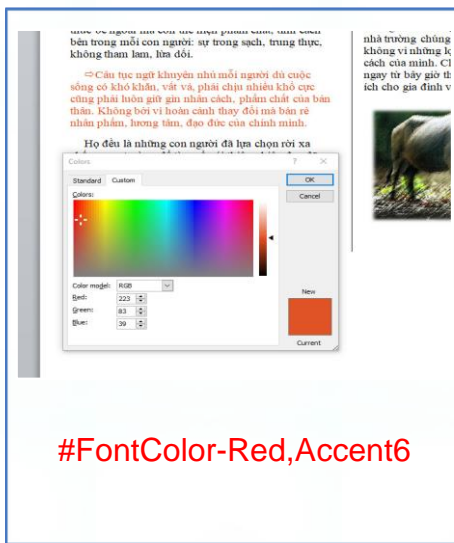 bên trong mỗi con người: sự trong sạch, trung thực,
không tham lam, lừa dối.
⇨Câu tục ngữ khuyên nhủ mỗi người dù cuộc
sống có khó khăn, vất vả, phải chịu nhiều khổ cực
cũng phải luôn giữ gìn nhân cách, phẩm chất của bản
thân. Không bởi vì hoàn cảnh thay đổi mà bán rẻ
nhân phẩm, lương tâm, đạo đức của chính mình.
Họ đều là những con người đã lựa chọn rời xa
nhà trường chúng
không vì những lợ
cách của mình. Ch
ngay từ bây giờ th
ích cho gia đình v
Colors
? ×
Standard Custom
OK
Cancel
Colors:
Color model: RGB
Red: 223
Green: 83
Blue: 39
New
Current
#FontColor-Red,Accent6